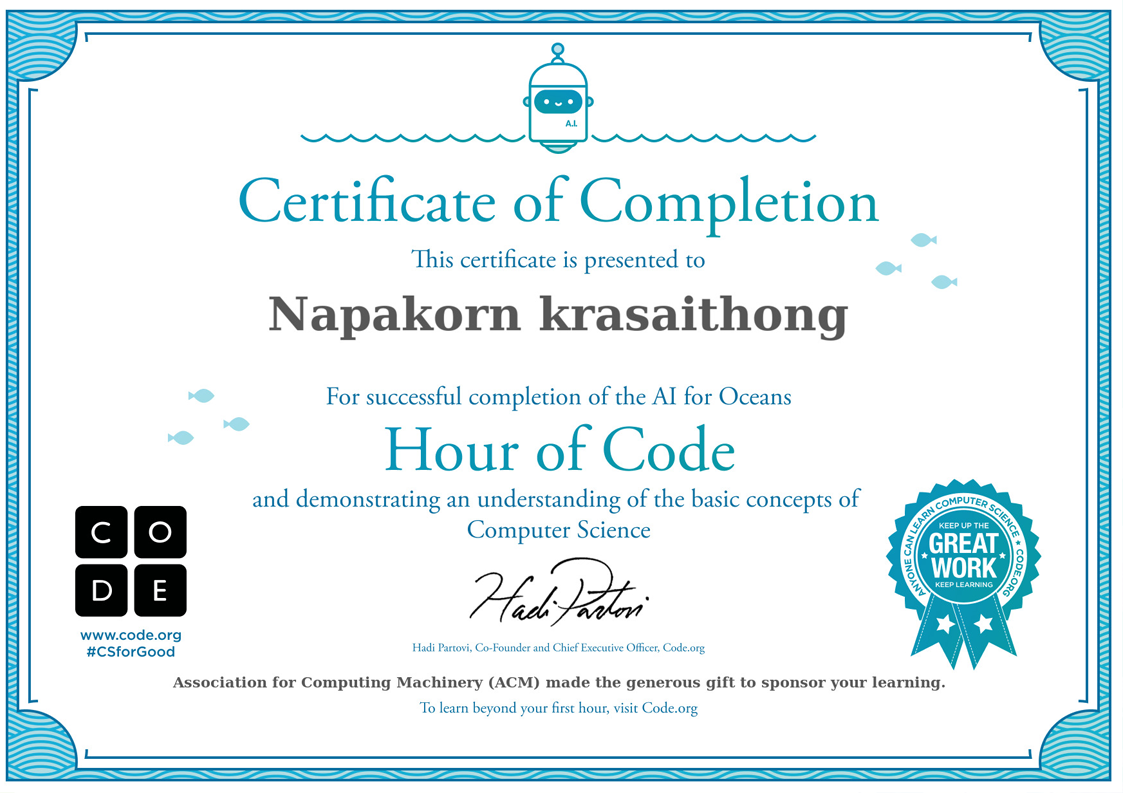 A.I.
Certificate of Completion
This certificate is presented to
Napakorn krasaithong
For successful completion of the AI for Oceans
Hour of Code
and demonstrating an understanding of the basic concepts of
Computer Science
C O
D E
www.code.org
#CSforGood
Hadi Partovi
Hadi Partovi, Co-Founder and Chief Executive Officer, Code.org
ANYONE CAN LEARN COMPUTER SCIENCE ★ CODE.ORG
KEEP UP THE
GREAT
WORK
KEEP LEARNING
Association for Computing Machinery (ACM) made the generous gift to sponsor your learning.
To learn beyond your first hour, visit Code.org